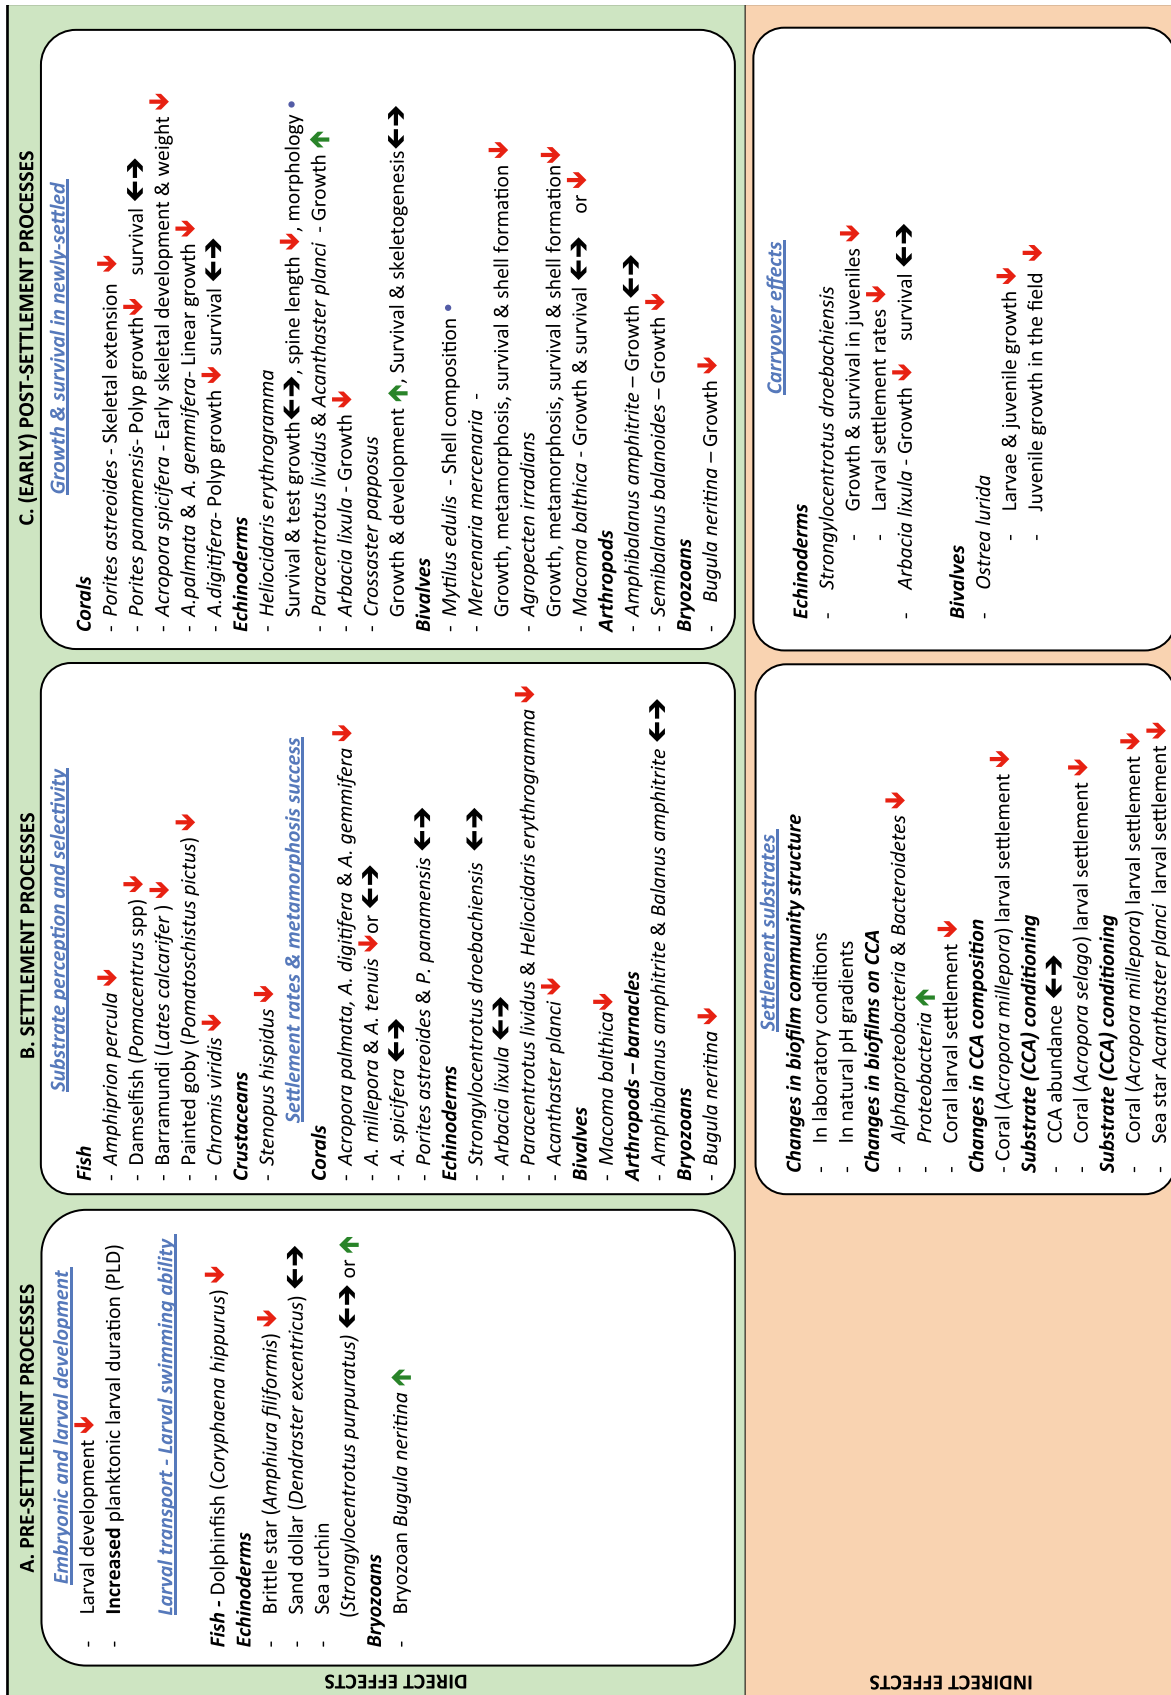 A. PRE-SETTLEMENT PROCESSES
B. SETTLEMENT PROCESSES
C. (EARLY) POST-SETTLEMENT PROCESSES
DIRECT EFFECTS
Embryonic and larval development
- Larval development ↓
- Increased planktonic larval duration (PLD)
Larval transport - Larval swimming ability
Fish - Dolphinfish (Coryphaena hippurus) ↓
Echinoderms
- Brittle star (Amphiura filiformis) ↓
- Sand dollar (Dendraster excentricus) ↔
- Sea urchin
(Strongylocentrotus purpuratus) ↔ or ↑
Bryozoans
- Bryozoan Bugula neritina ↑
Substrate perception and selectivity
Fish
- Amphiprion percula ↓
- Damselfish (Pomacentrus spp) ↓
- Barramundi (Lates calcarifer ) ↓
- Painted goby (Pomatoschistus pictus) ↓
- Chromis viridis ↓
Crustaceans
- Stenopus hispidus ↓
Settlement rates & metamorphosis success
Corals
- Acropora palmata, A. digitifera & A. gemmifera ↓
- A. millepora & A. tenuis ↓ or ↔
- A. spicifera ↔
- Porites astreoides & P. panamensis ↔
Echinoderms
- Strongylocentrotus droebachiensis ↔
- Arbacia lixula ↔
- Paracentrotus lividus & Heliocidaris erythrogramma ↓
- Acanthaster planci ↓
Bivalves
- Macoma balthica ↓
Arthropods – barnacles
- Amphibalanus amphitrite & Balanus amphitrite ↔
Bryozoans
- Bugula neritina ↓
Growth & survival in newly-settled
Corals
- Porites astreoides - Skeletal extension ↓
- Porites panamensis- Polyp growth ↓ survival ↔
- Acropora spicifera - Early skeletal development & weight ↓
- A.palmata & A. gemmifera- Linear growth ↓
- A.digitifera- Polyp growth ↓ survival ↔
Echinoderms
- Heliocidaris erythrogramma
Survival & test growth ↔, spine length ↓, morphology •
- Paracentrotus lividus & Acanthaster planci - Growth ↑
- Arbacia lixula - Growth ↓
- Crossaster papposus
Growth & development ↑, Survival & skeletogenesis ↔
Bivalves
- Mytilus edulis - Shell composition •
- Mercenaria mercenaria -
Growth, metamorphosis, survival & shell formation ↓
- Agropecten irradians
Growth, metamorphosis, survival & shell formation ↓
- Macoma balthica - Growth & survival ↔ or ↓
Arthropods
- Amphibalanus amphitrite – Growth ↔
- Semibalanus balanoides – Growth ↓
Bryozoans
- Bugula neritina – Growth ↓
INDIRECT EFFECTS
Settlement substrates
Changes in biofilm community structure
- In laboratory conditions
- In natural pH gradients
Changes in biofilms on CCA
- Alphaproteobacteria & Bacteroidetes ↓
- Proteobacteria ↑
- Coral larval settlement ↓
Changes in CCA composition
- Coral (Acropora millepora) larval settlement ↓
Substrate (CCA) conditioning
- CCA abundance ↔
- Coral (Acropora selago) larval settlement ↓
Substrate (CCA) conditioning
- Coral (Acropora millepora) larval settlement ↓
- Sea star Acanthaster planci larval settlement ↓
Carryover effects
Echinoderms
- Strongylocentrotus droebachiensis
- Growth & survival in juveniles ↓
- Larval settlement rates ↓
- Arbacia lixula - Growth ↓ survival ↔
Bivalves
- Ostrea lurida
- Larvae & juvenile growth ↓
- Juvenile growth in the field ↓